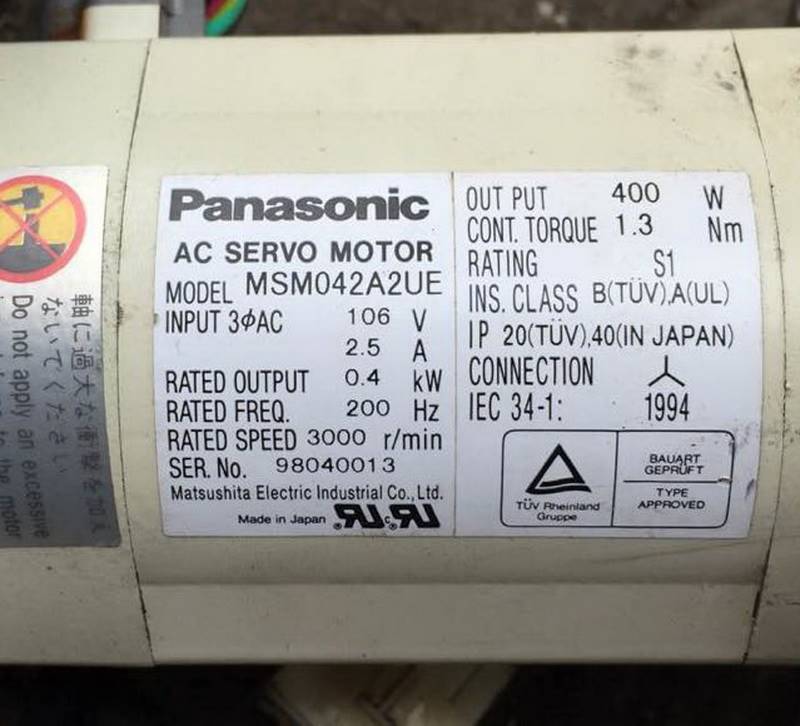 Panasonic
AC SERVO MOTOR
MODEL MSM042A2UE
INPUT 3ϕAC 106 V
2.5 A
RATED OUTPUT 0.4 kW
RATED FREQ. 200 Hz
RATED SPEED 3000 r/min
SER. No. 98040013
Matsushita Electric Industrial Co., Ltd.
Made in Japan
OUT PUT 400 W
CONT. TORQUE 1.3 Nm
RATING S1
INS. CLASS B(TÜV),A(UL)
IP 20(TÜV),40(IN JAPAN)
CONNECTION
IEC 34-1: 1994
TÜV Rheinland
Gruppe
BAUART
GEPRÜFT
TYPE
APPROVED
軸に過大な衝撃を加え
ないでください
Do not apply an excessive
to the motor